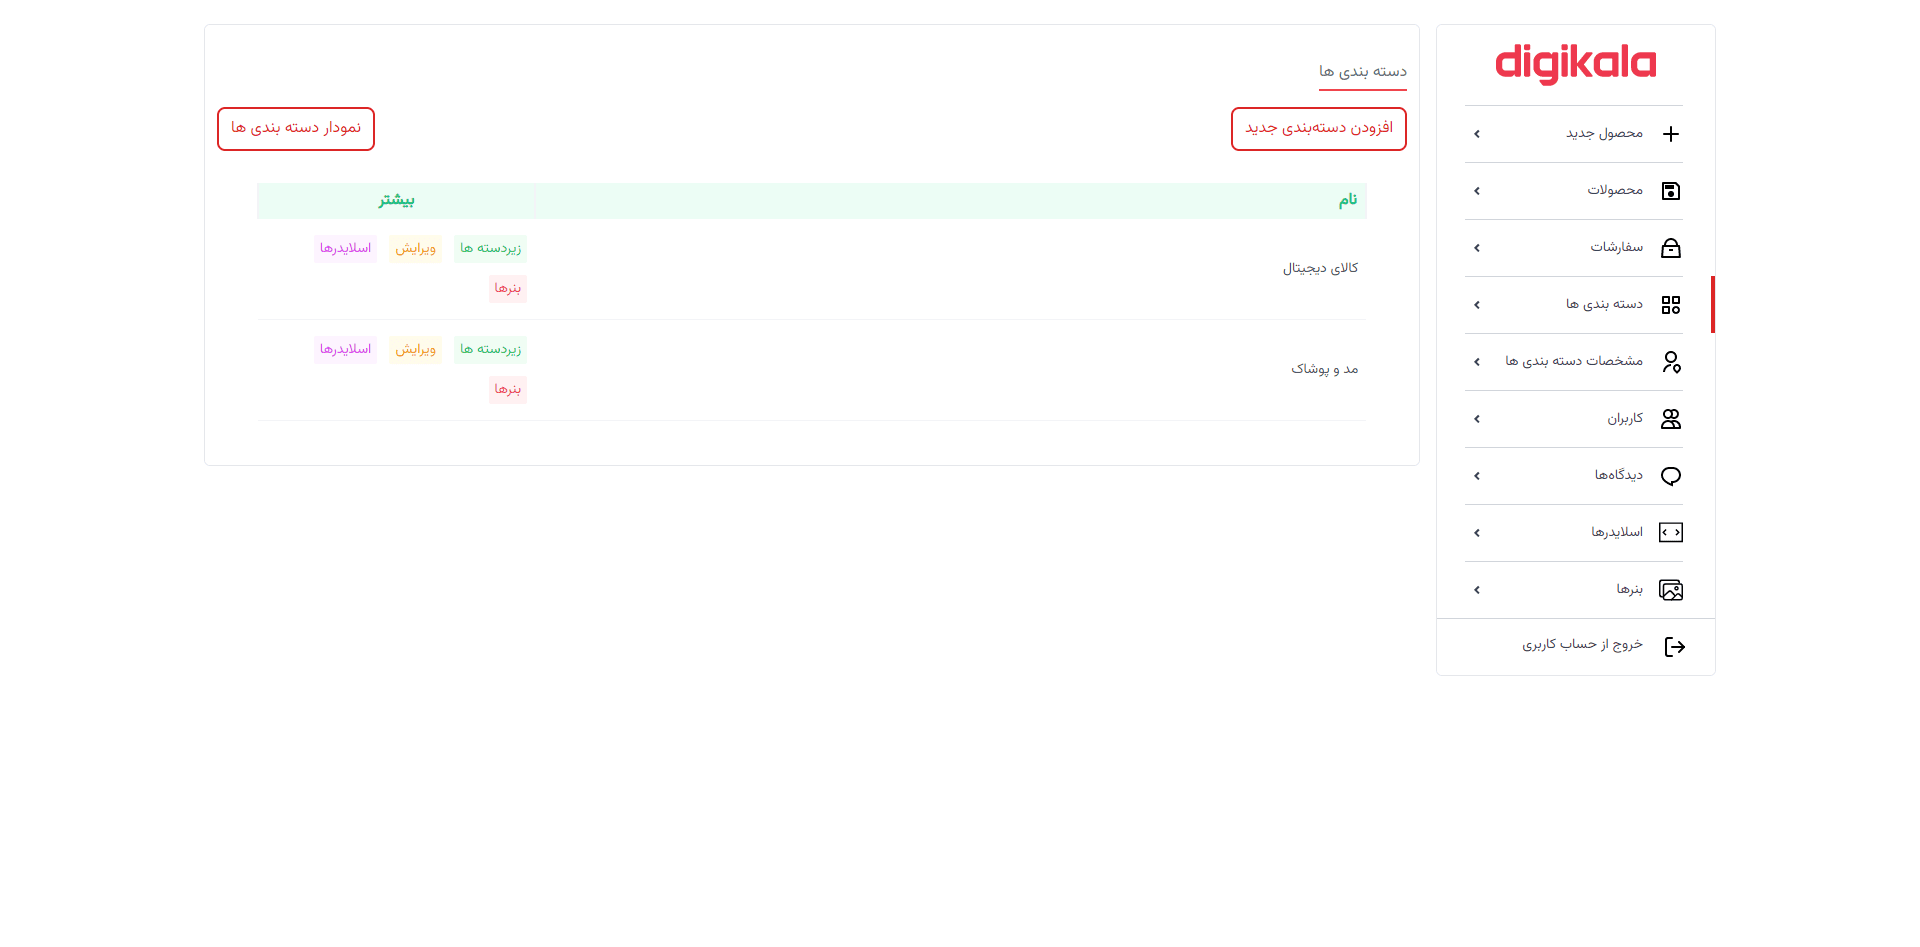 digikala
محصول جدید
محصولات
سفارشات
دسته بندی ها
مشخصات دسته بندی ها
کاربران
دیدگاه‌ها
اسلایدرها
بنرها
خروج از حساب کاربری
دسته بندی ها
افزودن دسته‌بندی جدید
نمودار دسته بندی ها
نام بیشتر
کالای دیجیتال
زیردسته ها ویرایش اسلایدرها
بنرها
مد و پوشاک
زیردسته ها ویرایش اسلایدرها
بنرها